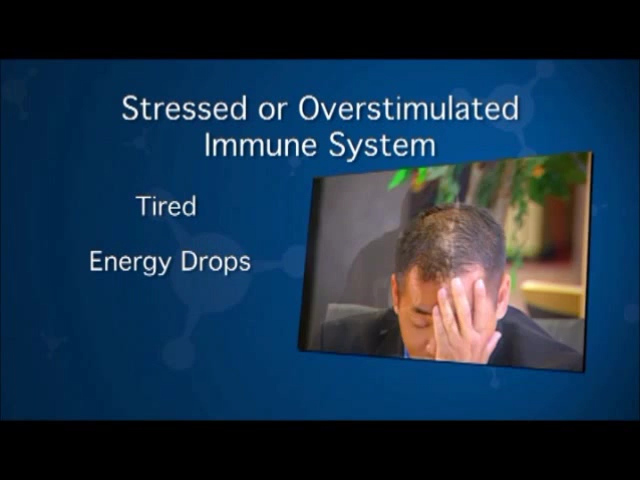 Stressed or Overstimulated
Immune System
Tired
Energy Drops